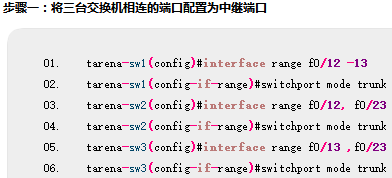 步骤一：将三台交换机相连的端口配置为中继端口
01. tarena-sw1(config)#interface range f0/12 -13
02. tarena-sw1(config-if-range)#switchport mode trunk
03. tarena-sw2(config)#interface range f0/12, f0/23
04. tarena-sw2(config-if-range)#switchport mode trunk
05. tarena-sw3(config)#interface range f0/13 ,f0/23
06. tarena-sw3(config-if-range)#switchport mode trunk